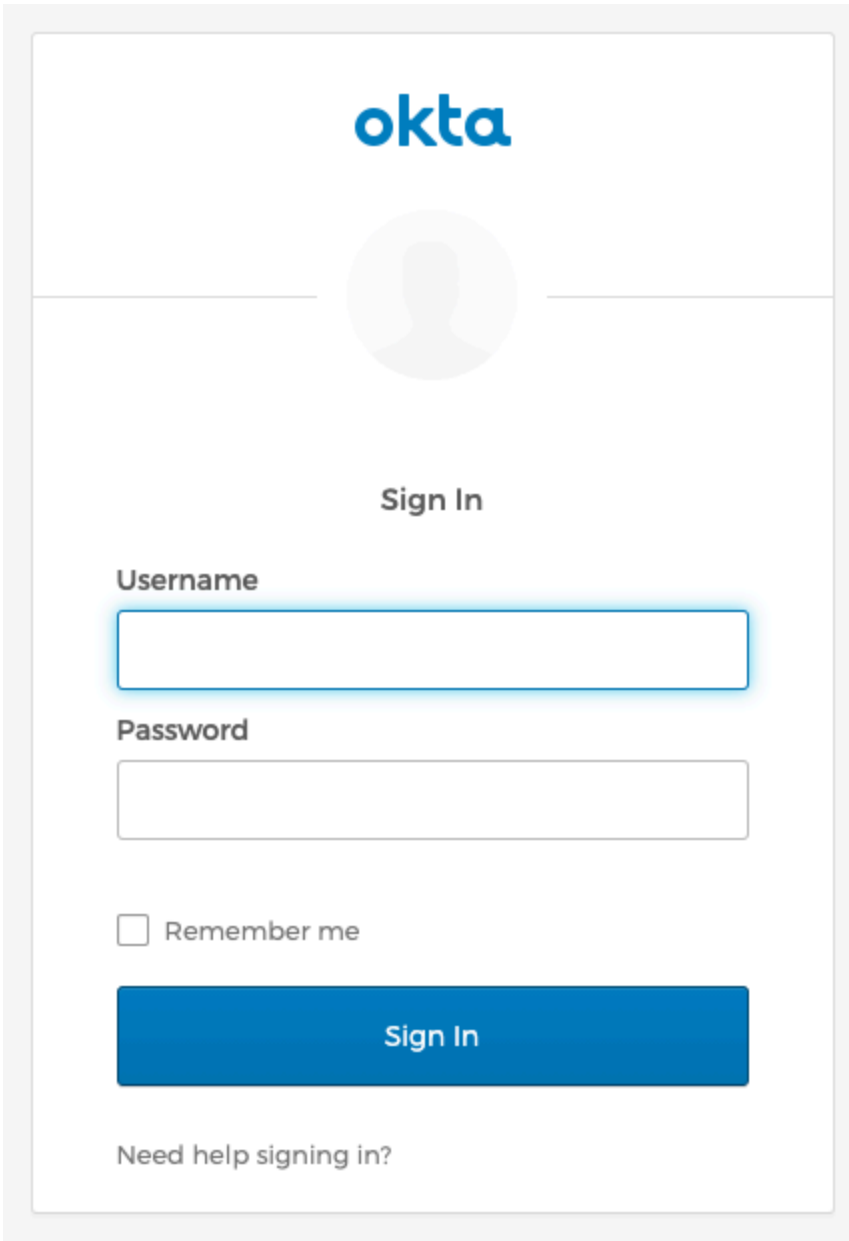 okta
Sign In
Username
Password
Remember me
Sign In
Need help signing in?